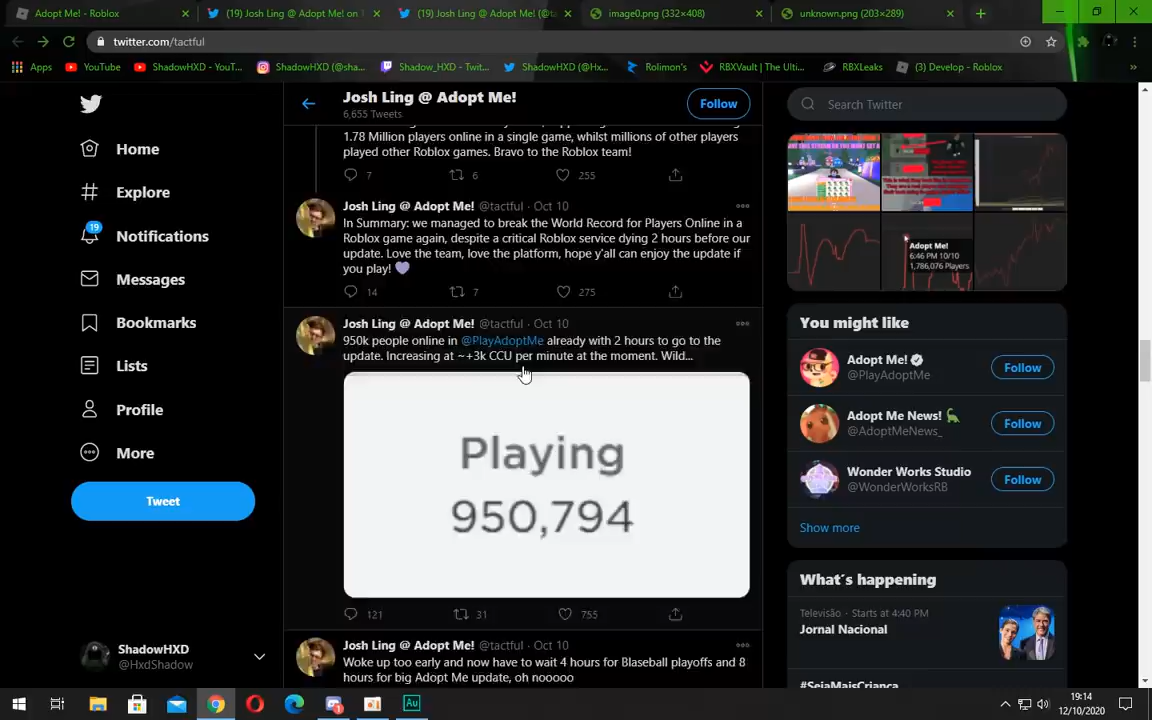 Adopt Me! - Roblox
(19) Josh Ling @ Adopt Me! on
(19) Josh Ling @ Adopt Me! (@ta
image0.png (332×408)
unknown.png (203×289)
twitter.com/tactful
Apps
YouTube
ShadowHXD - YouT...
ShadowHXD (@sha...
Shadow_HXD - Twit...
ShadowHXD (@Hx...
Rolimon's
RBXVault | The Ulti...
RBXLeaks
(3) Develop - Roblox
»
Home
Explore
19
Notifications
Messages
Bookmarks
Lists
Profile
More
Tweet
ShadowHXD
@HxdShadow
Josh Ling @ Adopt Me!
6,655 Tweets
Follow
1.78 Million players online in a single game, whilst millions of other players
played other Roblox games. Bravo to the Roblox team!
7 6 255
Josh Ling @ Adopt Me! @tactful · Oct 10
In Summary: we managed to break the World Record for Players Online in a
Roblox game again, despite a critical Roblox service dying 2 hours before our
update. Love the team, love the platform, hope y'all can enjoy the update if
you play! 💜
14 7 275
Josh Ling @ Adopt Me! @tactful · Oct 10
950k people online in @PlayAdoptMe already with 2 hours to go to the
update. Increasing at ~+3k CCU per minute at the moment. Wild...
Playing
950,794
121 31 755
Josh Ling @ Adopt Me! @tactful · Oct 10
Woke up too early and now have to wait 4 hours for Blaseball playoffs and 8
hours for big Adopt Me update, oh nooooo
Search Twitter
Adopt Me!
6:46 PM 10/10
1,786,076 Players
You might like
Adopt Me!
@PlayAdoptMe
Follow
Adopt Me News! 🦕
@AdoptMeNews_
Follow
Wonder Works Studio
@WonderWorksRB
Follow
Show more
What's happening
Televisão · Starts at 4:40 PM
Jornal Nacional
#SejaMaisCriança
19:14
12/10/2020